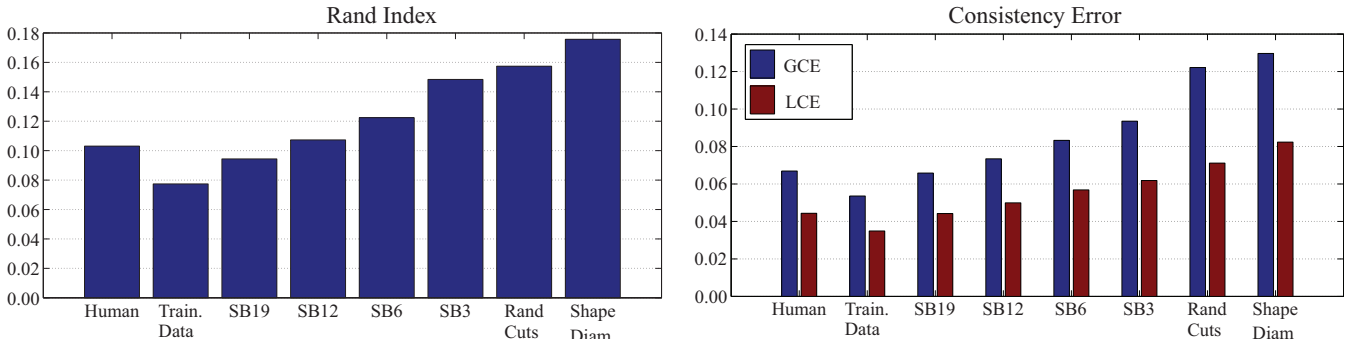 Rand Index
0.18
0.16
0.14
0.12
0.10
0.08
0.06
0.04
0.02
0.00
Human Train. SB19 SB12 SB6 SB3 Rand Shape
Data Cuts Diam
Consistency Error
0.14
0.12
0.10
0.08
0.06
0.04
0.02
0.00
GCE
LCE
Human Train. SB19 SB12 SB6 SB3 Rand Shape
Data Cuts Diam